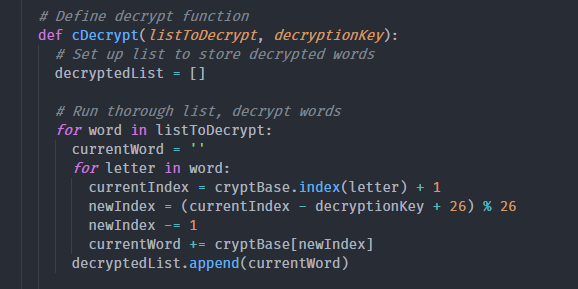 # Define decrypt function
def cDecrypt(listToDecrypt, decryptionKey):
# Set up list to store decrypted words
decryptedList = []
# Run thorough list, decrypt words
for word in listToDecrypt:
currentWord = ''
for letter in word:
currentIndex = cryptBase.index(letter) + 1
newIndex = (currentIndex - decryptionKey + 26) % 26
newIndex -= 1
currentWord += cryptBase[newIndex]
decryptedList.append(currentWord)